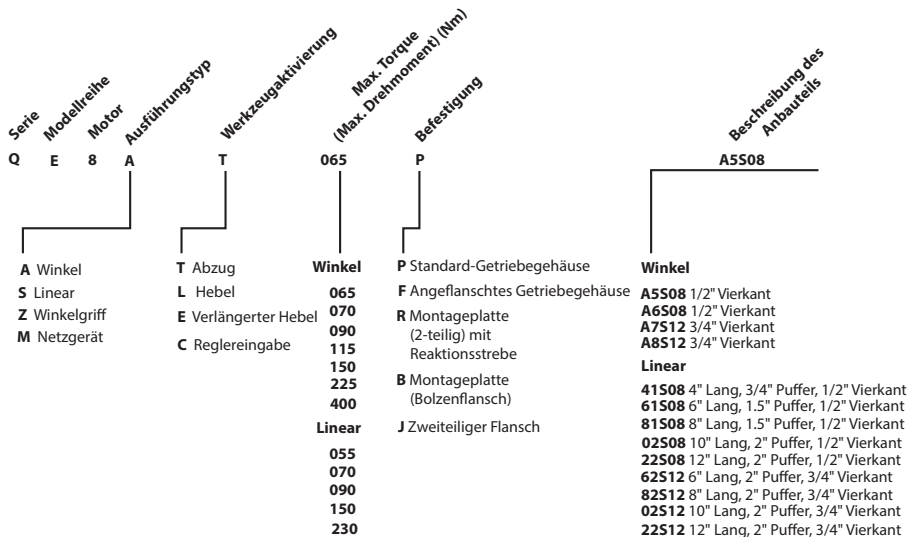 Serie
Modellreihe
Motor
Ausführungstyp
Werkzeugaktivierung
Max. Torque
(Max. Drehmoment) (Nm)
Befestigung
Beschreibung des
Anbauteils
Q E 8 A T 065 P A5S08
A Winkel
S Linear
Z Winkelgriff
M Netzgerät
T Abzug
L Hebel
E Verlängerter Hebel
C Reglereingabe
Winkel
065
070
090
115
150
225
400
Linear
055
070
090
150
230
P Standard-Getriebegehäuse
F Angeflanschtes Getriebegehäuse
R Montageplatte
(2-teilig) mit
Reaktionsstrebe
B Montageplatte
(Bolzenflansch)
J Zweiteiliger Flansch
Winkel
A5S08 1/2" Vierkant
A6S08 1/2" Vierkant
A7S12 3/4" Vierkant
A8S12 3/4" Vierkant
Linear
41S08 4" Lang, 3/4" Puffer, 1/2" Vierkant
61S08 6" Lang, 1.5" Puffer, 1/2" Vierkant
81S08 8" Lang, 1.5" Puffer, 1/2" Vierkant
02S08 10" Lang, 2" Puffer, 1/2" Vierkant
22S08 12" Lang, 2" Puffer, 1/2" Vierkant
62S12 6" Lang, 2" Puffer, 3/4" Vierkant
82S12 8" Lang, 2" Puffer, 3/4" Vierkant
02S12 10" Lang, 2" Puffer, 3/4" Vierkant
22S12 12" Lang, 2" Puffer, 3/4" Vierkant